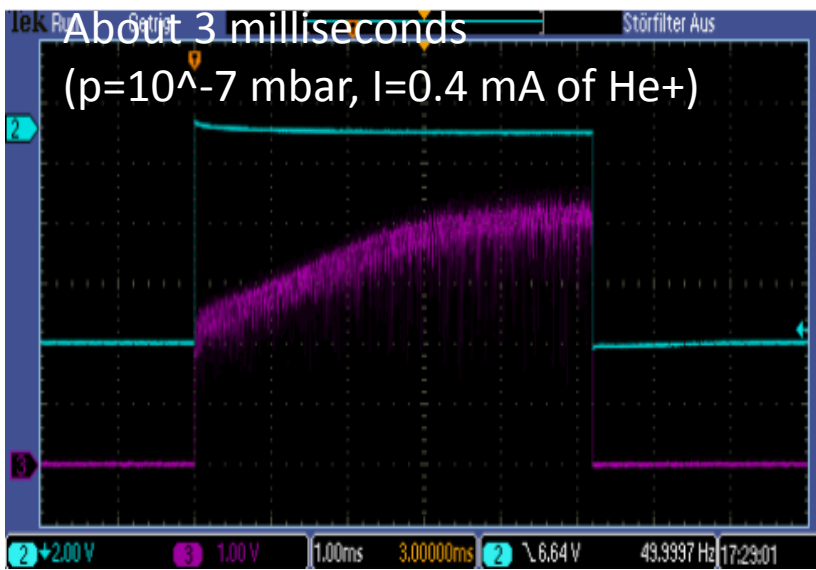 Tek
About 3 milliseconds
Störfilter Aus
(p=10^-7 mbar, I=0.4 mA of He+)
2
3
2 2.00 V 3 1.00 V 1.00ms 3.00000ms 2 6.64 V 49.9997 Hz 17:29:01